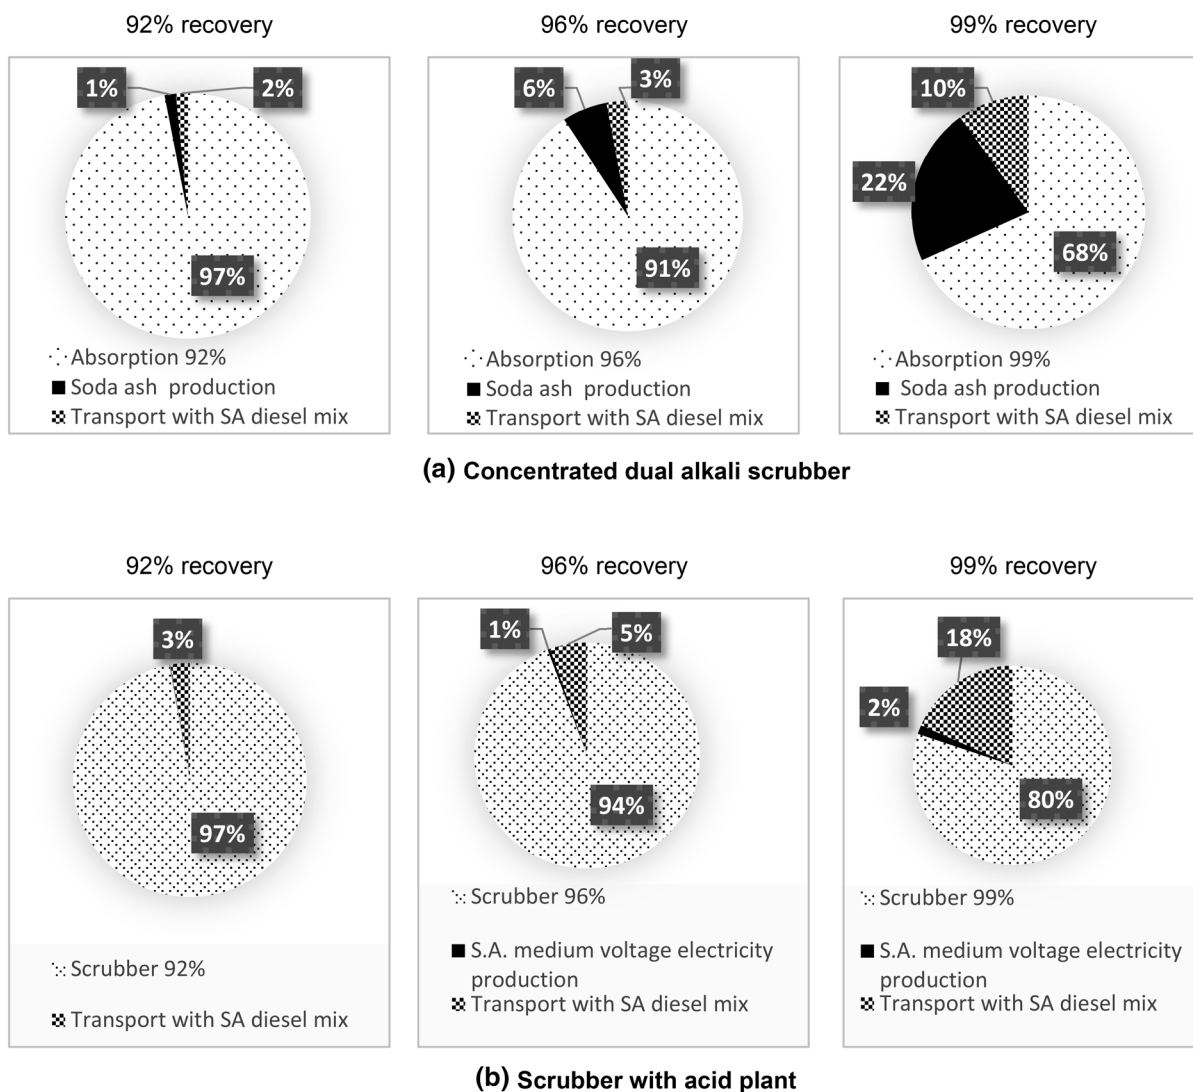 92% recovery
96% recovery
99% recovery
1%
2%
97%
Absorption 92%
Soda ash production
Transport with SA diesel mix
6%
3%
91%
Absorption 96%
Soda ash production
Transport with SA diesel mix
10%
22%
68%
Absorption 99%
Soda ash production
Transport with SA diesel mix
(a) Concentrated dual alkali scrubber
92% recovery
96% recovery
99% recovery
3%
97%
Scrubber 92%
Transport with SA diesel mix
1%
5%
94%
Scrubber 96%
S.A. medium voltage electricity
production
Transport with SA diesel mix
18%
2%
80%
Scrubber 99%
S.A. medium voltage electricity
production
Transport with SA diesel mix
(b) Scrubber with acid plant